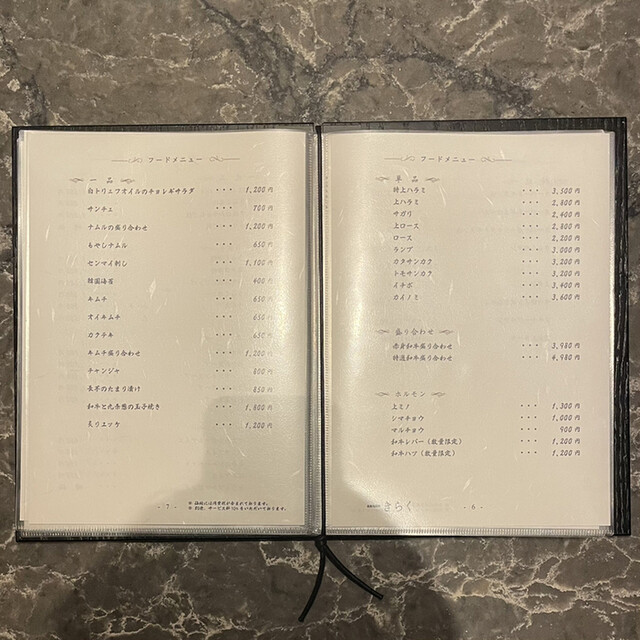 フードメニュー
一品
白トリュフオイルのチョレギサラダ ・・・ 1,200円
サンチュ ・・・ 700円
ナムルの盛り合わせ ・・・ 1,200円
もやしナムル ・・・ 650円
センマイ刺し ・・・ 1,100円
韓国海苔 ・・・ 400円
キムチ ・・・ 650円
オイキムチ ・・・ 650円
カクテキ ・・・ 650円
キムチ盛り合わせ ・・・ 1,200円
チャンジャ ・・・ 800円
長芋のたまり漬け ・・・ 850円
和牛と九条葱の玉子焼き ・・・ 1,800円
炙りユッケ ・・・ 1,200円
※ 価格には消費税が含まれております。
- 7 -
フードメニュー
単品
特上ハラミ ・・・ 3,500円
上ハラミ ・・・ 2,800円
サガリ ・・・ 2,400円
上ロース ・・・ 2,800円
ロース ・・・ 2,200円
ランプ ・・・ 3,000円
カタサンカク ・・・ 3,200円
トモサンカク ・・・ 3,200円
イチボ ・・・ 3,400円
カイノミ ・・・ 3,600円
盛り合わせ
赤身和牛盛り合わせ ・・・ 3,980円
特選和牛盛り合わせ ・・・ 4,980円
ホルモン
上ミノ ・・・ 1,300円
シマチョウ ・・・ 1,000円
マルチョウ ・・・ 900円
和牛レバー（数量限定） ・・・ 1,200円
和牛ハツ（数量限定） ・・・ 1,200円
きらく
- 6 -